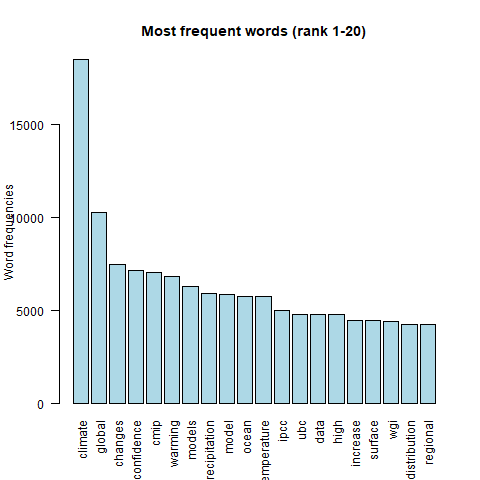 Most frequent words (rank 1-20)
Word frequencies
15000
10000
5000
0
climate
global
changes
confidence
cmip
warming
models
recipitation
model
ocean
emperature
ipcc
ubc
data
high
increase
surface
wgi
distribution
regional